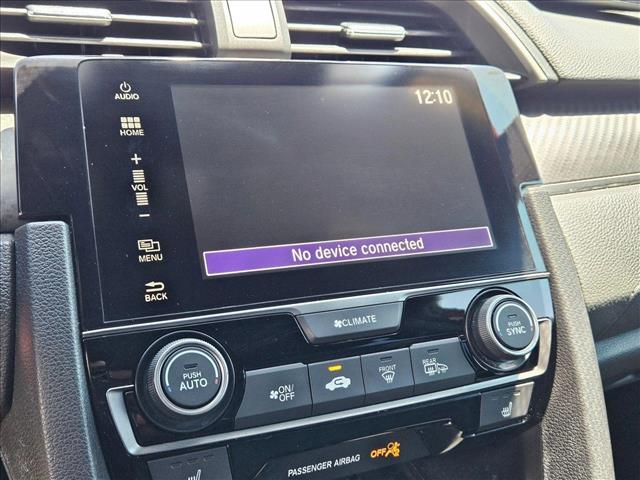 AUDIO
12:10
HOME
+
VOL
−
MENU
No device connected
BACK
CLIMATE
PUSH
AUTO
ON/
OFF
FRONT
REAR
PUSH
SYNC
PASSENGER AIRBAG OFF